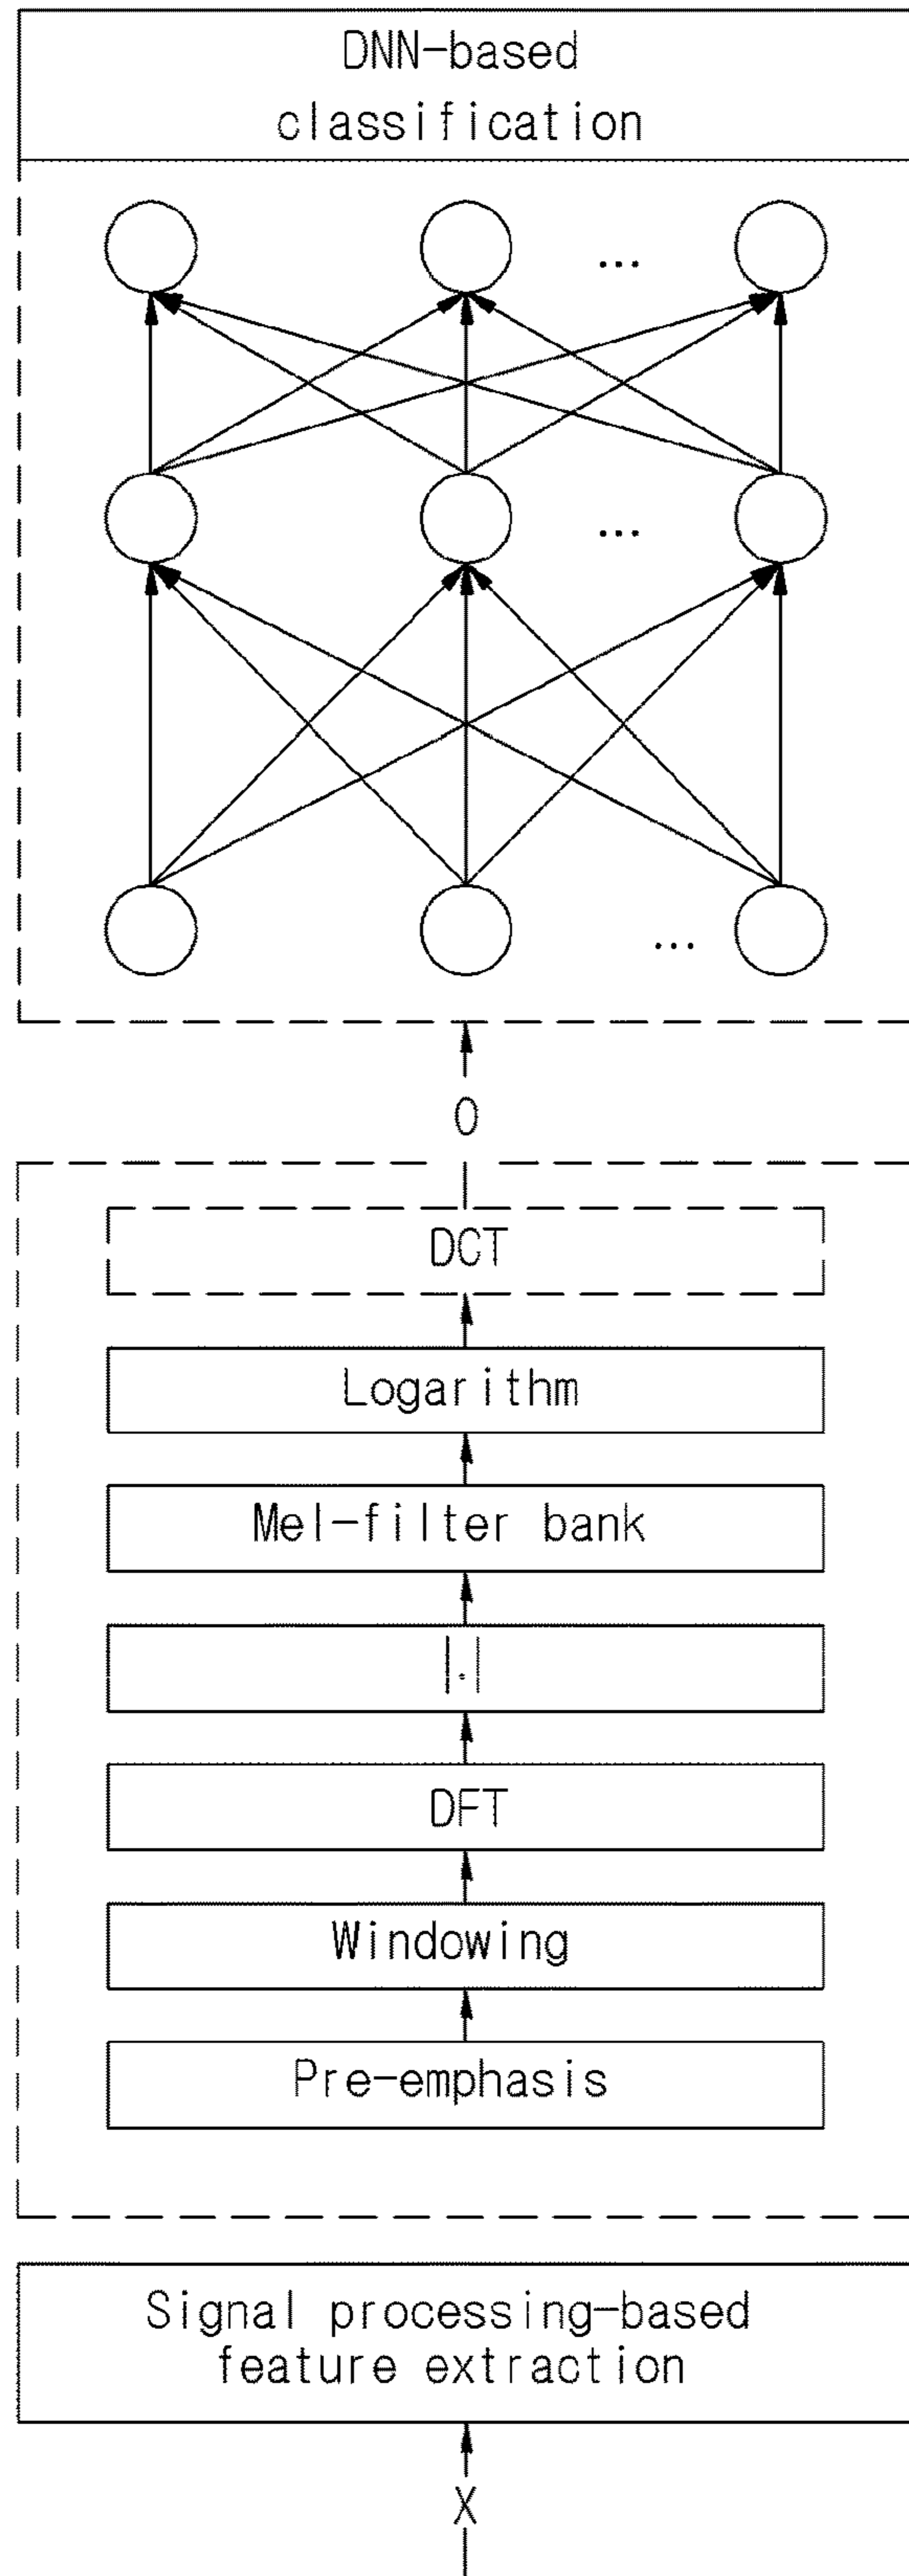 DNN-based
classification
...
...
...
O
DCT
Logarithm
Mel-filter bank
|.|
DFT
Windowing
Pre-emphasis
Signal processing-based
feature extraction
X